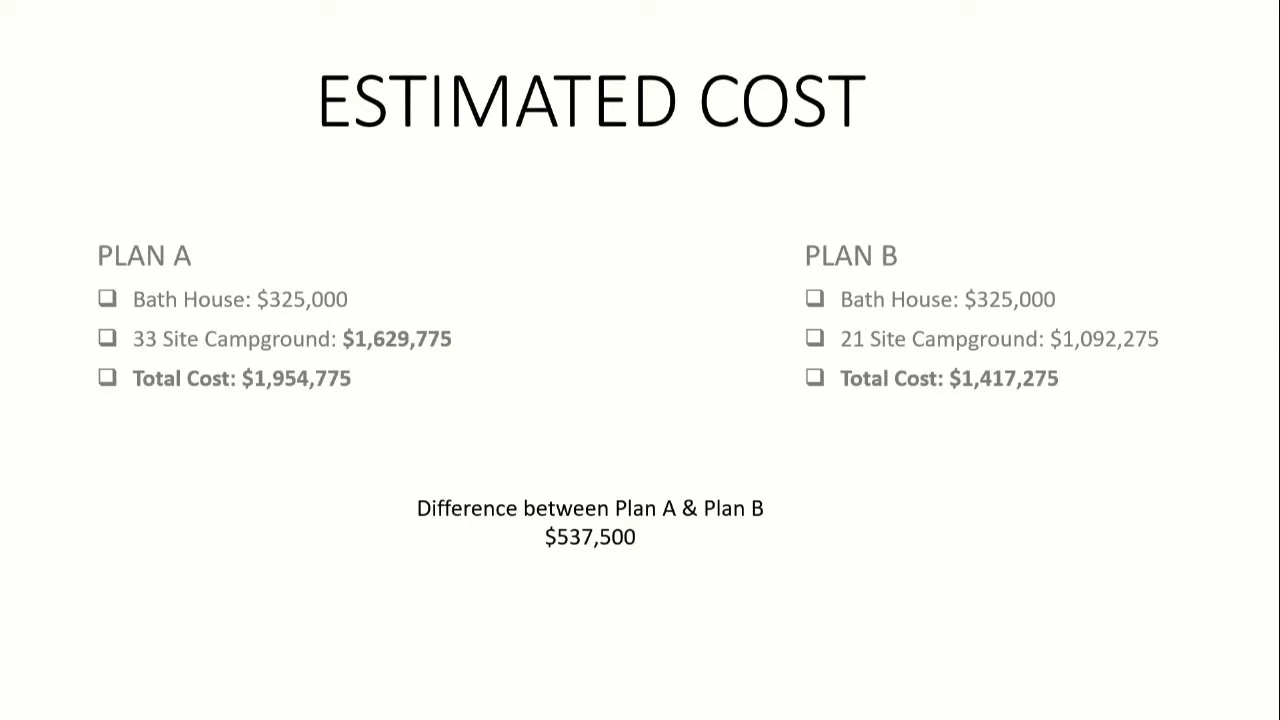 ESTIMATED COST
PLAN A
❑ Bath House: $325,000
❑ 33 Site Campground: $1,629,775
❑ Total Cost: $1,954,775
PLAN B
❑ Bath House: $325,000
❑ 21 Site Campground: $1,092,275
❑ Total Cost: $1,417,275
Difference between Plan A & Plan B
$537,500